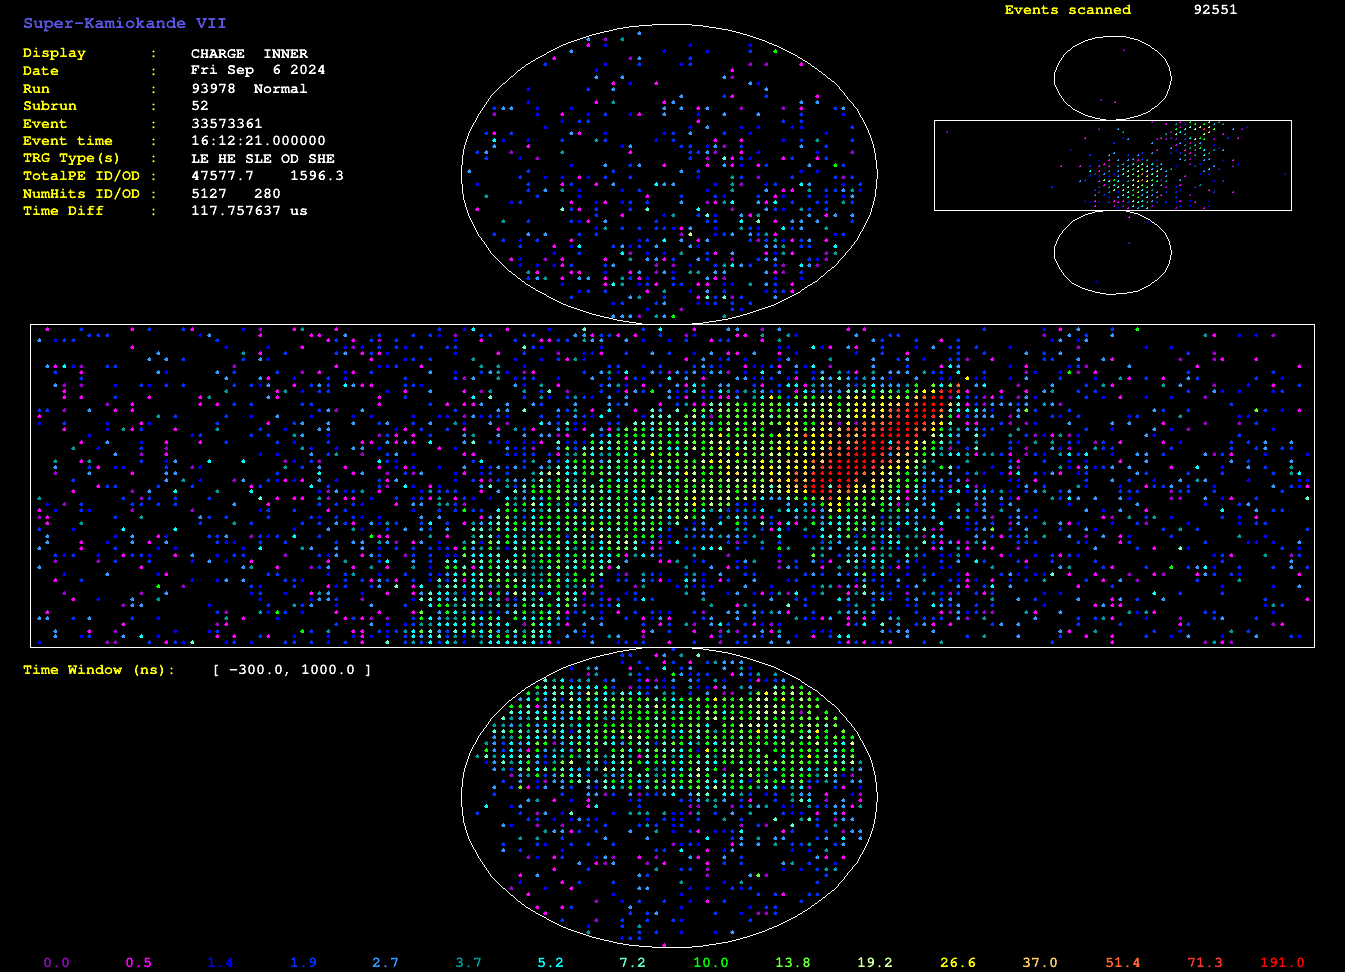 Super-Kamiokande VII
Events scanned 92551
Display : CHARGE INNER
Date : Fri Sep 6 2024
Run : 93978 Normal
Subrun : 52
Event : 33573361
Event time : 16:12:21.000000
TRG Type(s) : LE HE SLE OD SHE
TotalPE ID/OD : 47577.7 1596.3
NumHits ID/OD : 5127 280
Time Diff : 117.757637 us
Time Window (ns): [ -300.0, 1000.0 ]
0.0 0.5 1.4 1.9 2.7 3.7 5.2 7.2 10.0 13.8 19.2 26.6 37.0 51.4 71.3 191.0